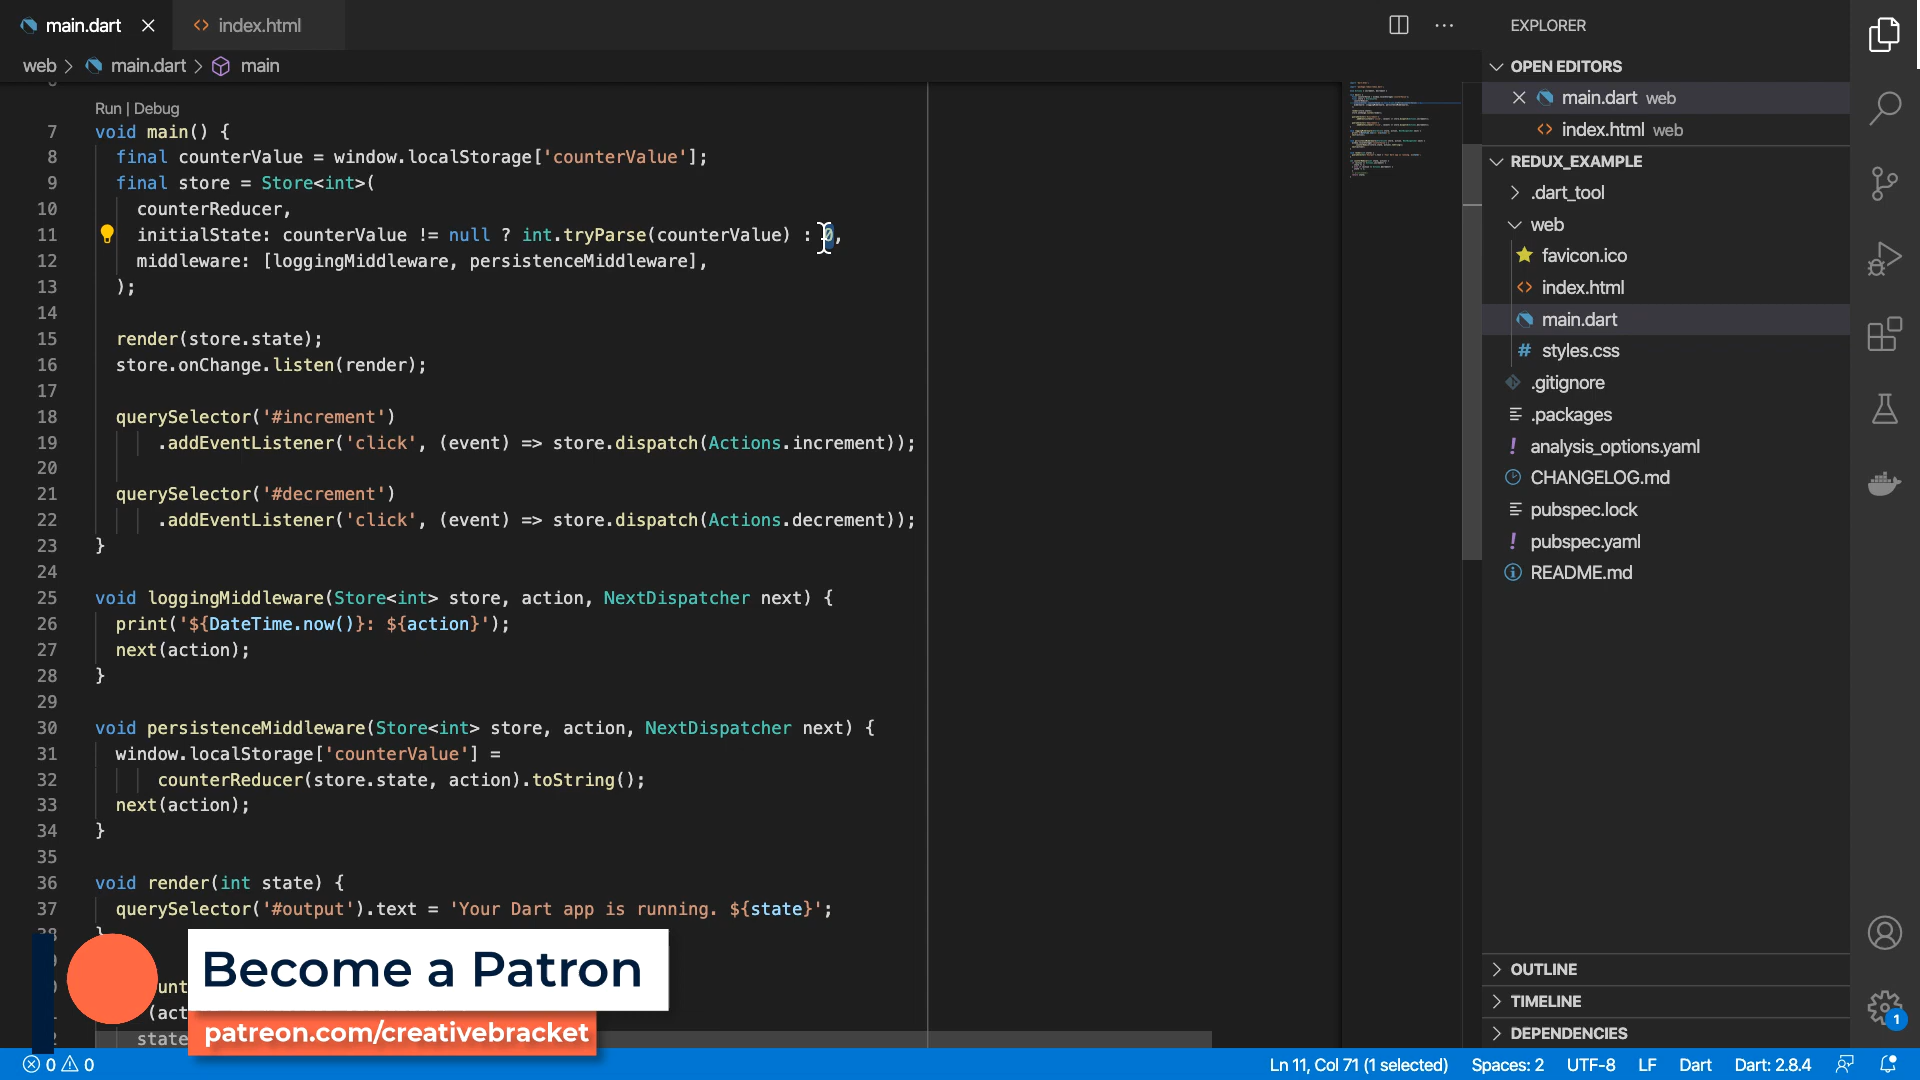 main.dart
index.html
EXPLORER
web > main.dart > main
OPEN EDITORS
main.dart web
index.html web
REDUX_EXAMPLE
.dart_tool
web
favicon.ico
index.html
main.dart
styles.css
.gitignore
.packages
analysis_options.yaml
CHANGELOG.md
pubspec.lock
pubspec.yaml
README.md
OUTLINE
TIMELINE
DEPENDENCIES
Run | Debug
7 void main() {
8 final counterValue = window.localStorage['counterValue'];
9 final store = Store<int>(
10 counterReducer,
11 initialState: counterValue != null ? int.tryParse(counterValue) : 0,
12 middleware: [loggingMiddleware, persistenceMiddleware],
13 );
14
15 render(store.state);
16 store.onChange.listen(render);
17
18 querySelector('#increment')
19 .addEventListener('click', (event) => store.dispatch(Actions.increment));
20
21 querySelector('#decrement')
22 .addEventListener('click', (event) => store.dispatch(Actions.decrement));
23 }
24
25 void loggingMiddleware(Store<int> store, action, NextDispatcher next) {
26 print('${DateTime.now()}: ${action}');
27 next(action);
28 }
29
30 void persistenceMiddleware(Store<int> store, action, NextDispatcher next) {
31 window.localStorage['counterValue'] =
32 counterReducer(store.state, action).toString();
33 next(action);
34 }
35
36 void render(int state) {
37 querySelector('#output').text = 'Your Dart app is running. ${state}';
38 }
Become a Patron
patreon.com/creativebracket
state
1
0 0
Ln 11, Col 71 (1 selected)
Spaces: 2
UTF-8
LF
Dart
Dart: 2.8.4